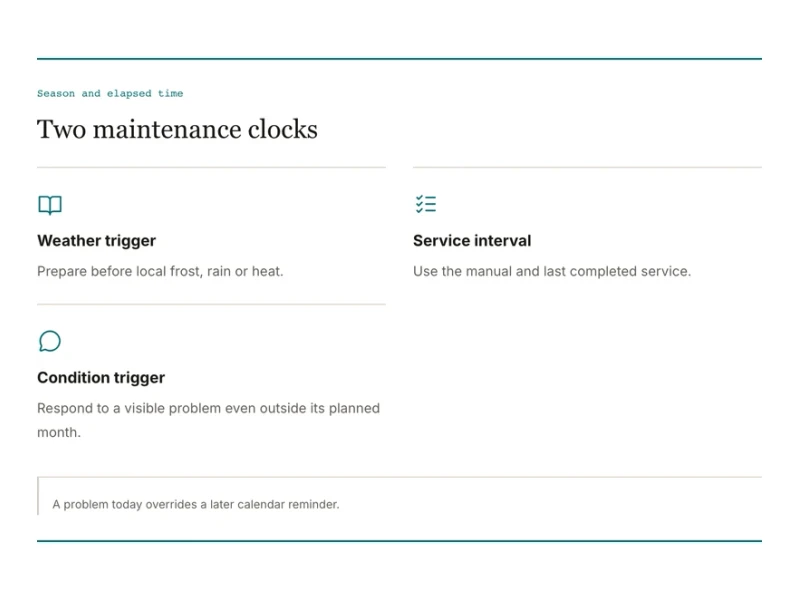 Season and elapsed time
Two maintenance clocks
Weather trigger
Prepare before local frost, rain or heat.
Service interval
Use the manual and last completed service.
Condition trigger
Respond to a visible problem even outside its planned
month.
A problem today overrides a later calendar reminder.